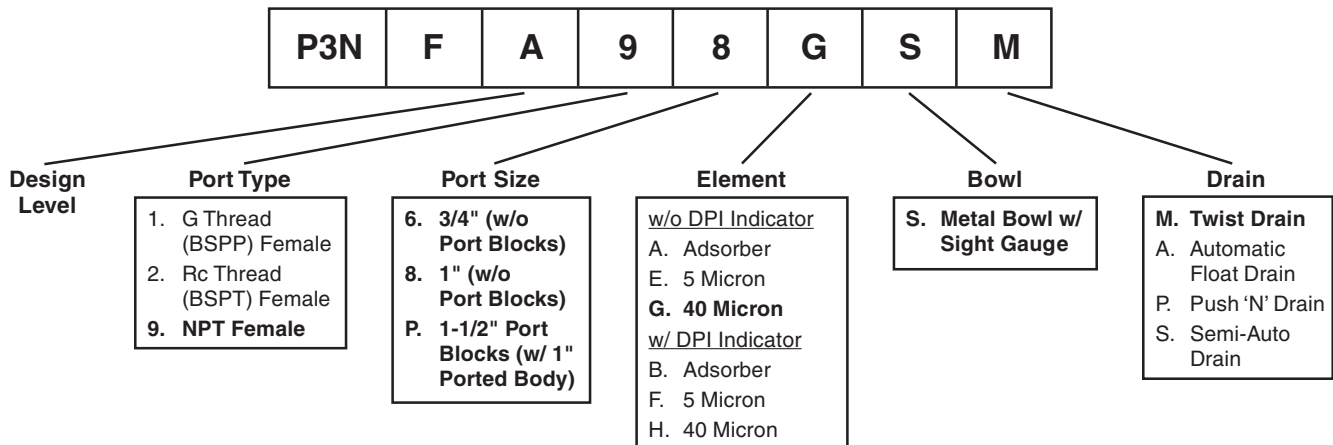 P3N F A 9 8 G S M
Design
Level
Port Type
1. G Thread
(BSPP) Female
2. Rc Thread
(BSPT) Female
9. NPT Female
Port Size
6. 3/4" (w/o
Port Blocks)
8. 1" (w/o
Port Blocks)
P. 1-1/2" Port
Blocks (w/ 1"
Ported Body)
Element
w/o DPI Indicator
A. Adsorber
E. 5 Micron
G. 40 Micron
w/ DPI Indicator
B. Adsorber
F. 5 Micron
H. 40 Micron
Bowl
S. Metal Bowl w/
Sight Gauge
Drain
M. Twist Drain
A. Automatic
Float Drain
P. Push ‘N’ Drain
S. Semi-Auto
Drain